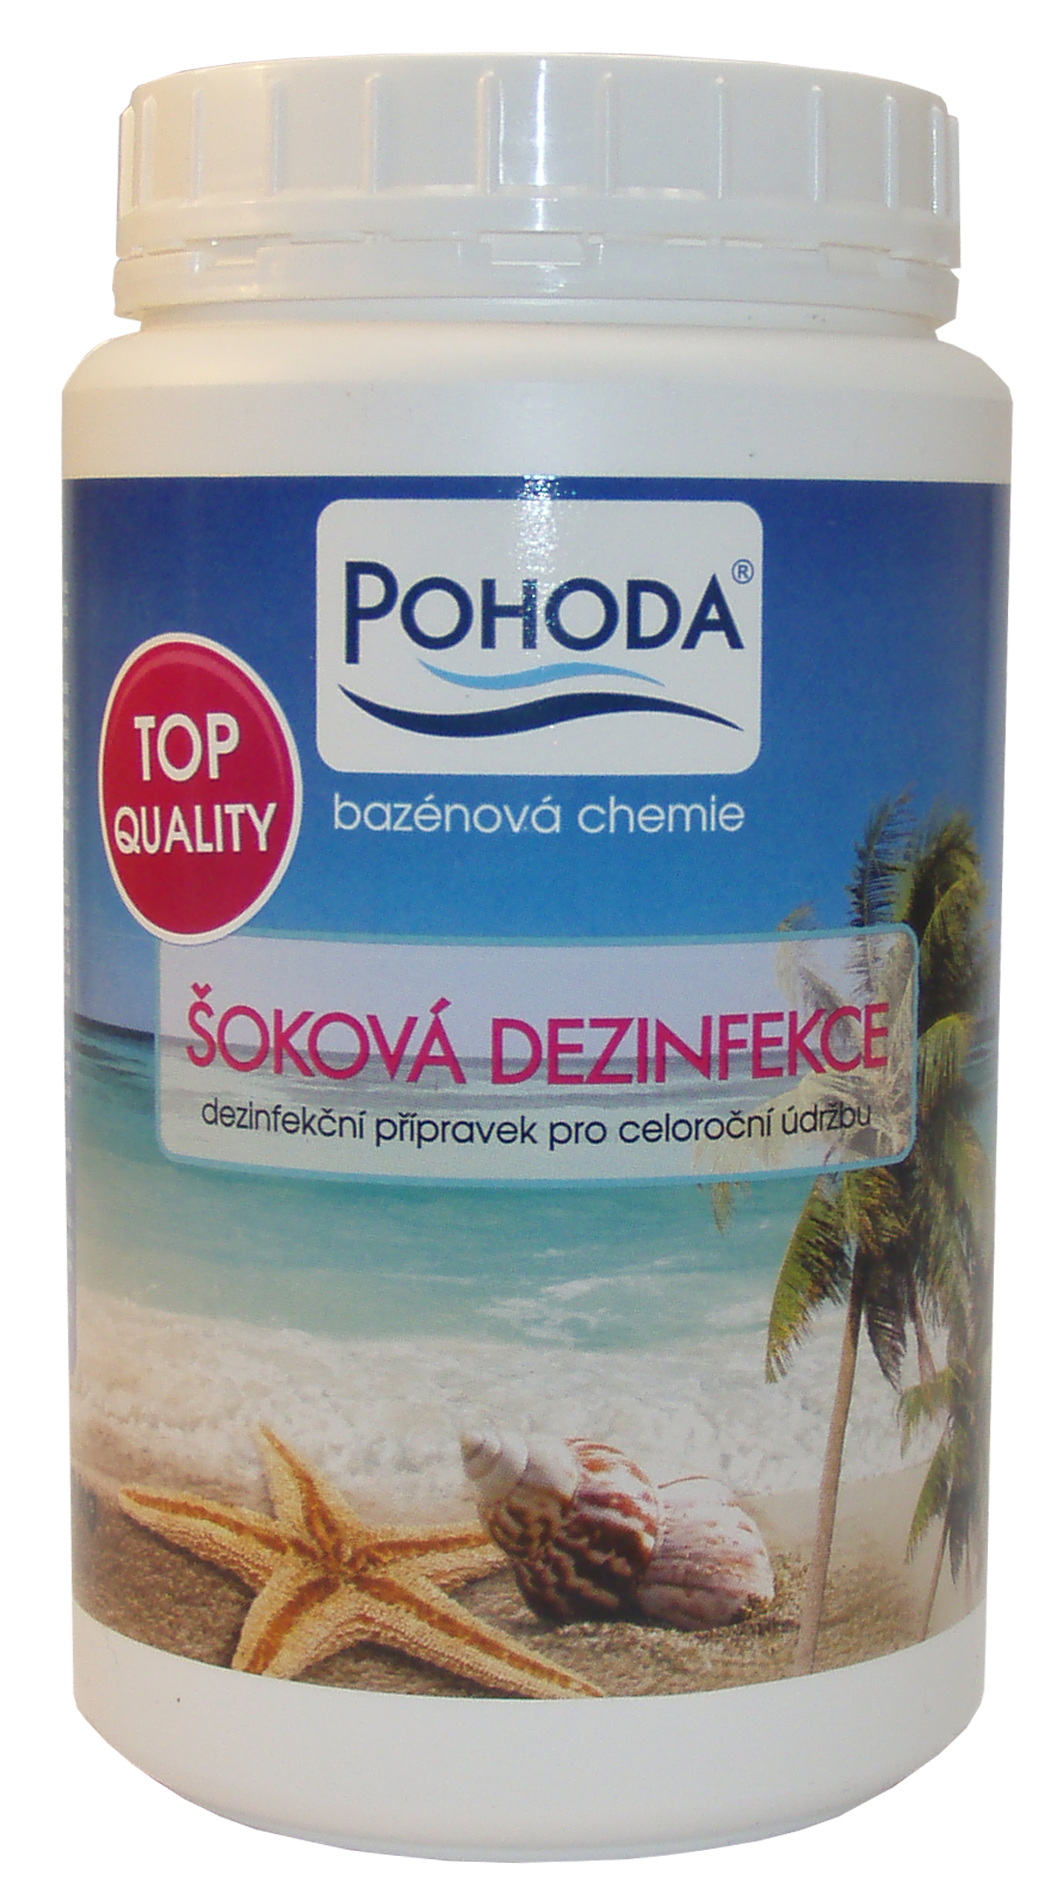 POHODA®
bazénová chemie
TOP
QUALITY
ŠOKOVÁ DEZINFEKCE
dezinfekční přípravek pro celoroční údržbu